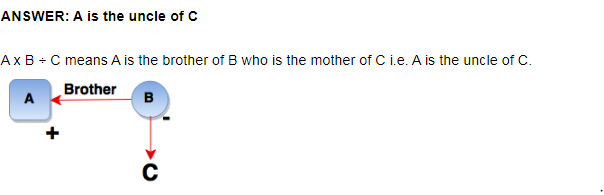 ANSWER: A is the uncle of C
A x B ÷ C means A is the brother of B who is the mother of C i.e. A is the uncle of C.
A Brother B
+ -
C